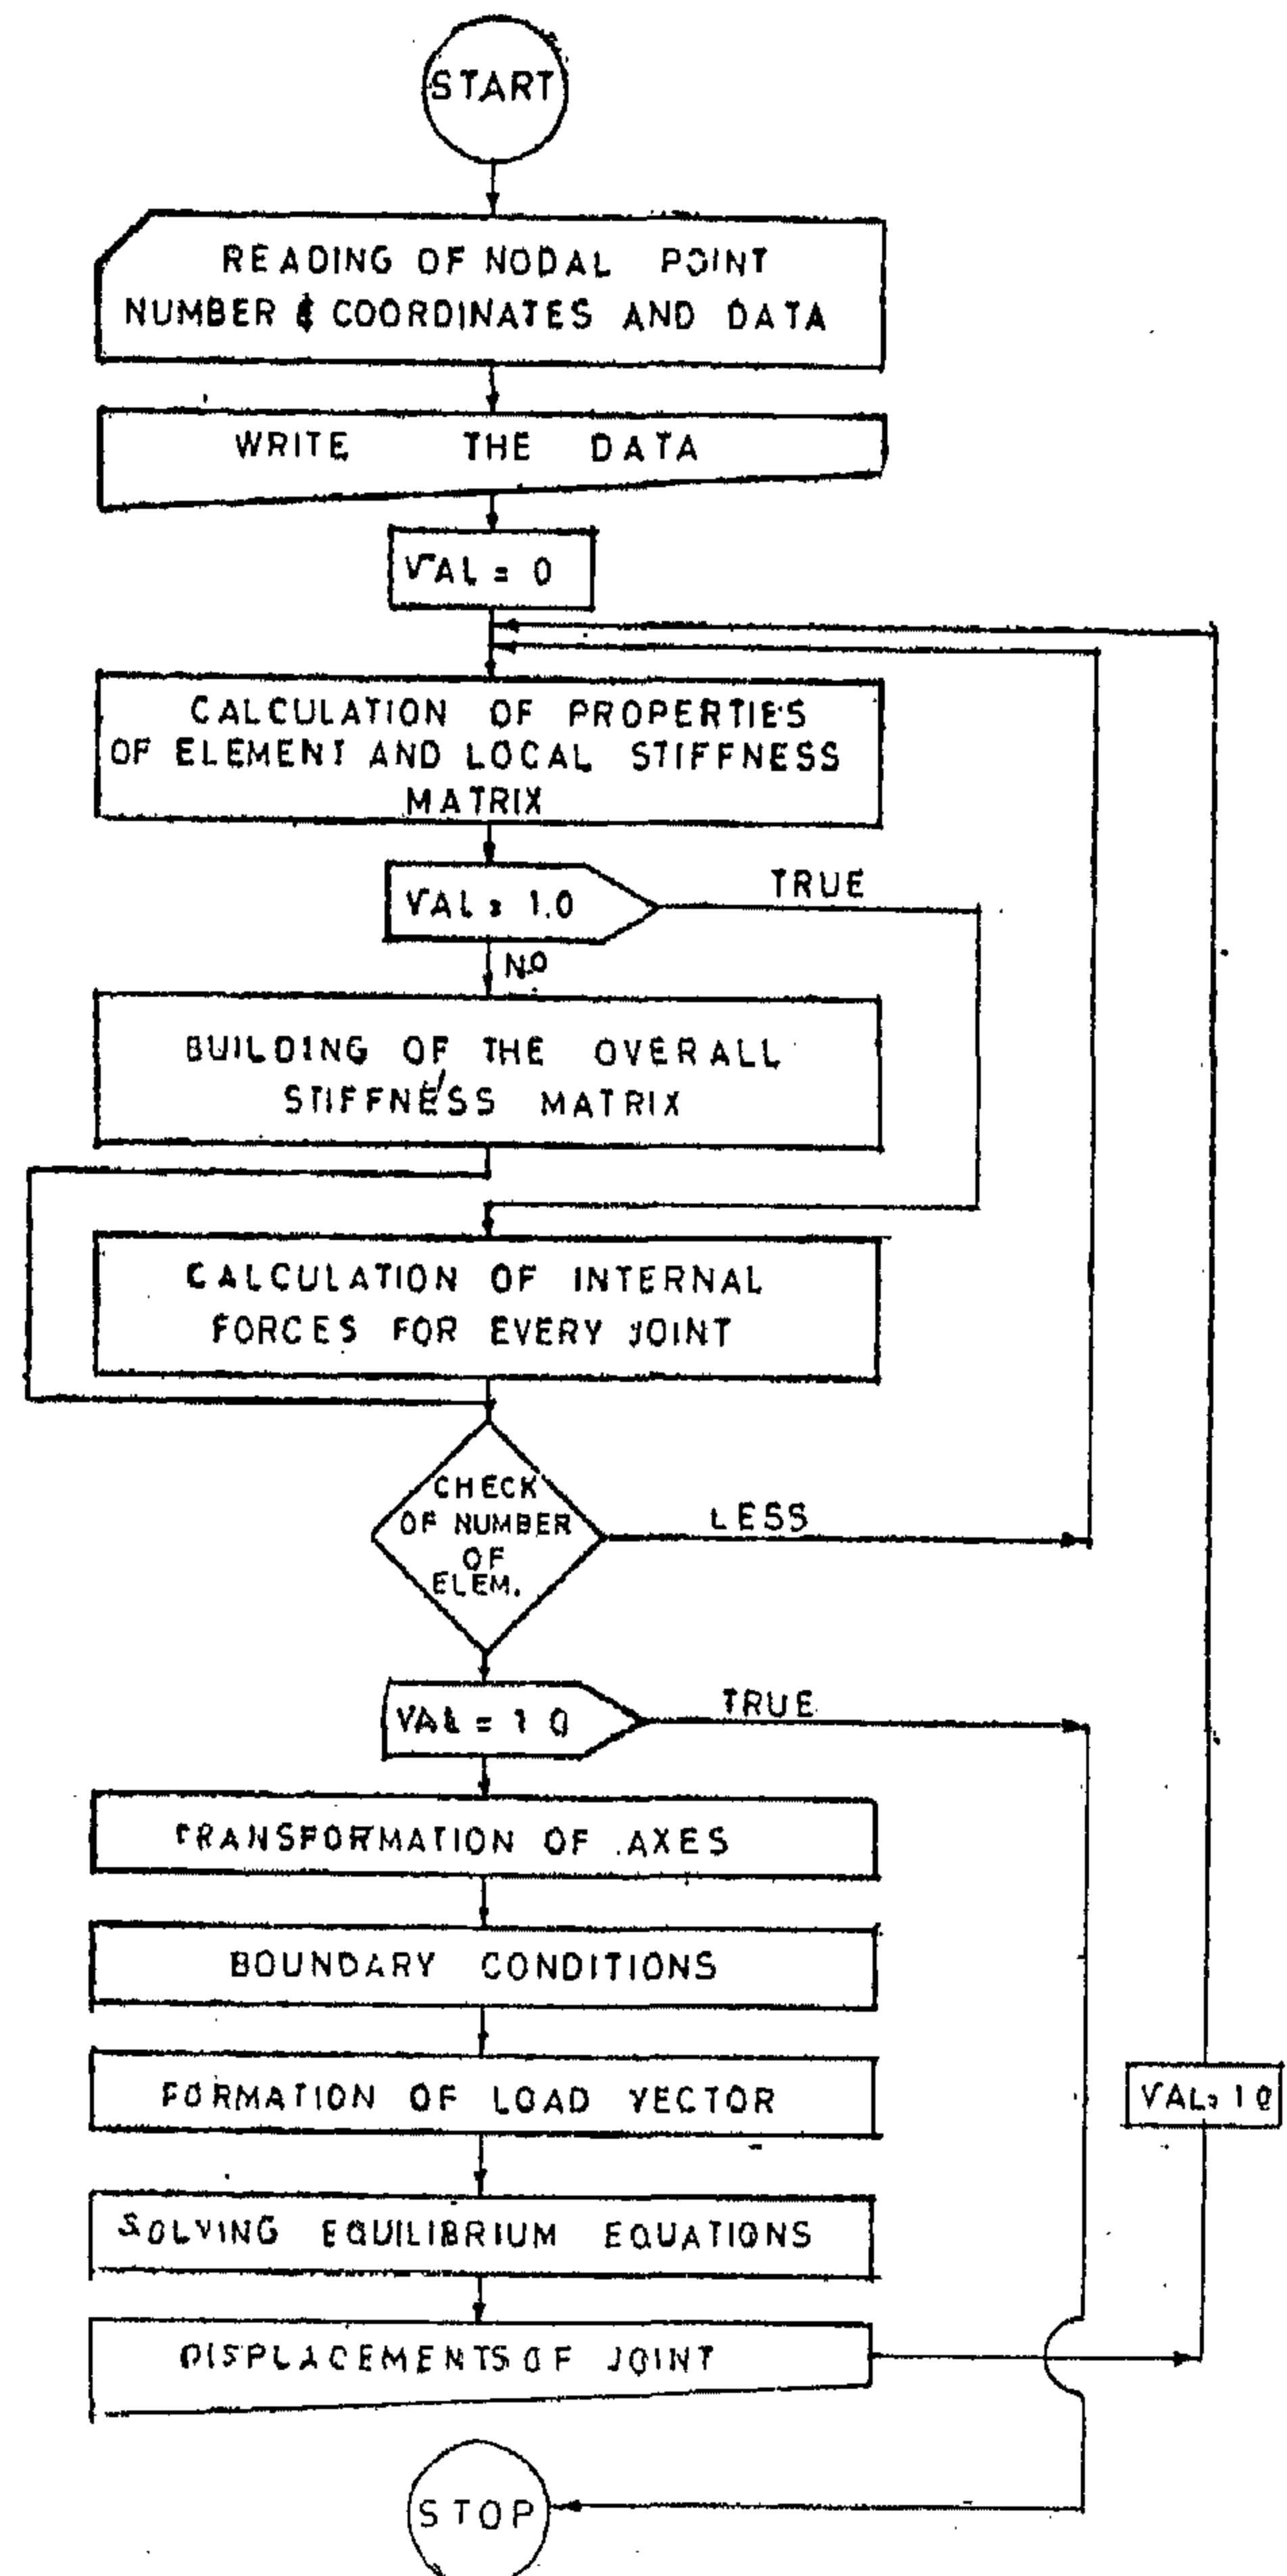 START
READING OF NODAL POINT
NUMBER & COORDINATES AND DATA
WRITE THE DATA
VAL = 0
CALCULATION OF PROPERTIES
OF ELEMENT AND LOCAL STIFFNESS
MATRIX
VAL = 1.0
TRUE
NO
BUILDING OF THE OVERALL
STIFFNESS MATRIX
CALCULATION OF INTERNAL
FORCES FOR EVERY JOINT
CHECK
OF NUMBER
OF
ELEM.
LESS
VAL = 1 0
TRUE
TRANSFORMATION OF AXES
BOUNDARY CONDITIONS
FORMATION OF LOAD VECTOR
VAL= 1 0
SOLVING EQUILIBRIUM EQUATIONS
DISPLACEMENTS OF JOINT
STOP